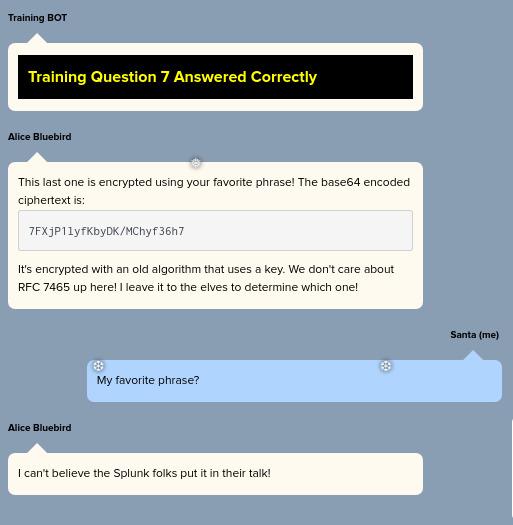 Training BOT
Training Question 7 Answered Correctly
Alice Bluebird
This last one is encrypted using your favorite phrase! The base64 encoded
ciphertext is:
7FXjP1lyfKbyDK/MChyf36h7
It's encrypted with an old algorithm that uses a key. We don't care about
RFC 7465 up here! I leave it to the elves to determine which one!
Santa (me)
My favorite phrase?
Alice Bluebird
I can't believe the Splunk folks put it in their talk!